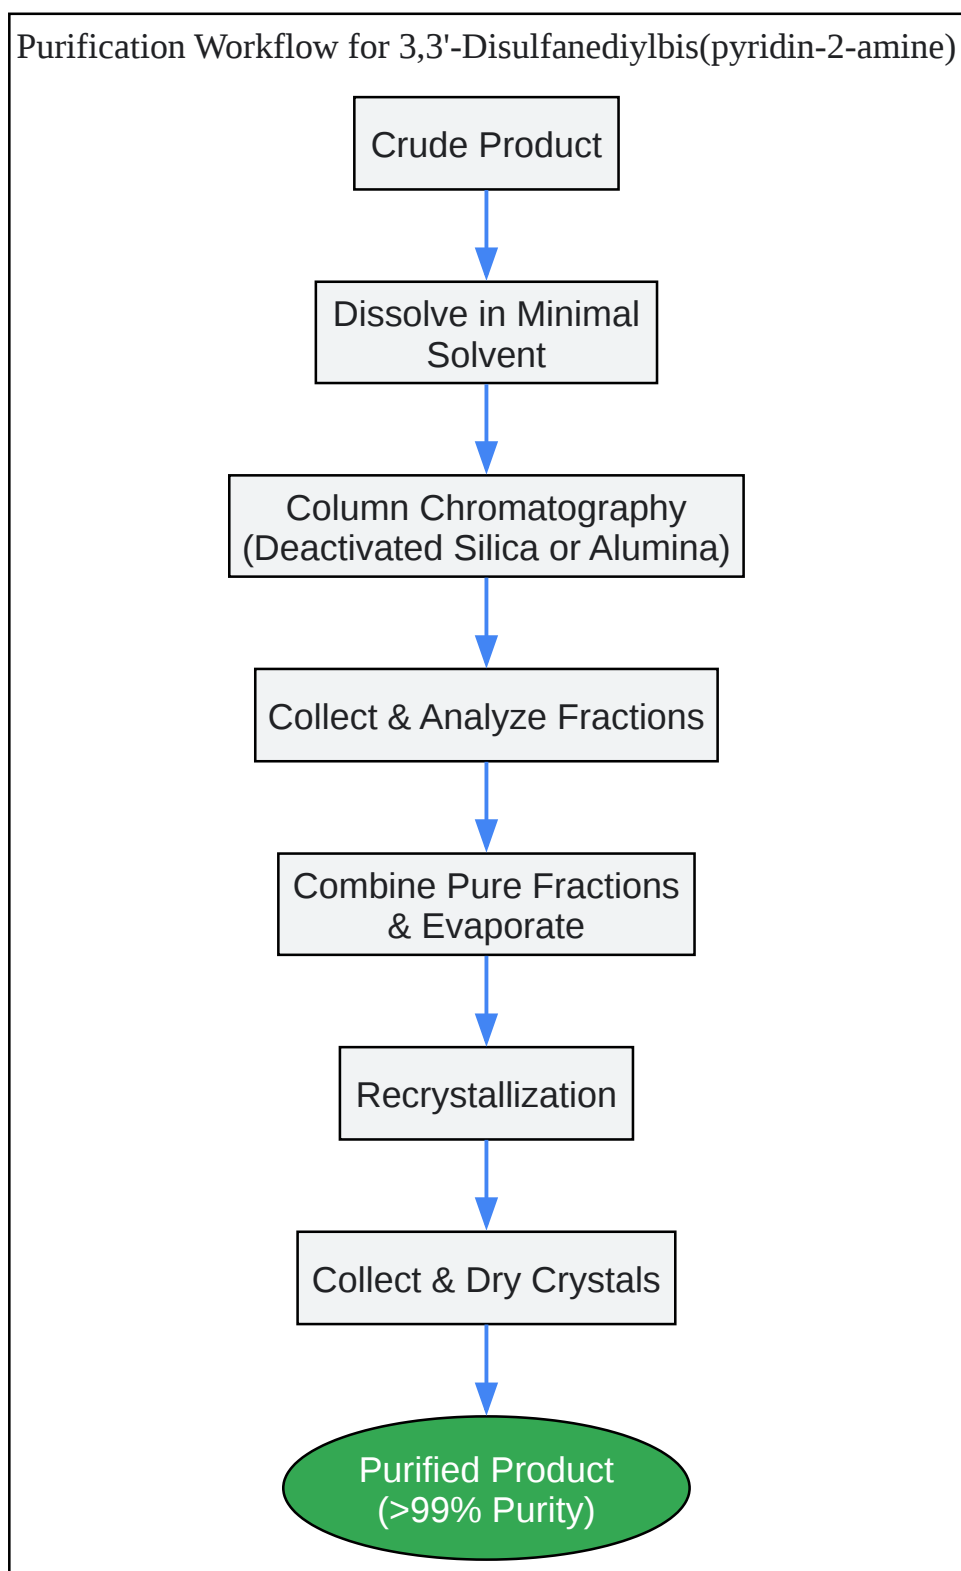 Purification Workflow for 3,3'-Disulfanediylbis(pyridin-2-amine)
Crude Product
Dissolve in Minimal
Solvent
Column Chromatography
(Deactivated Silica or Alumina)
Collect & Analyze Fractions
Combine Pure Fractions
& Evaporate
Recrystallization
Collect & Dry Crystals
Purified Product
(>99% Purity)